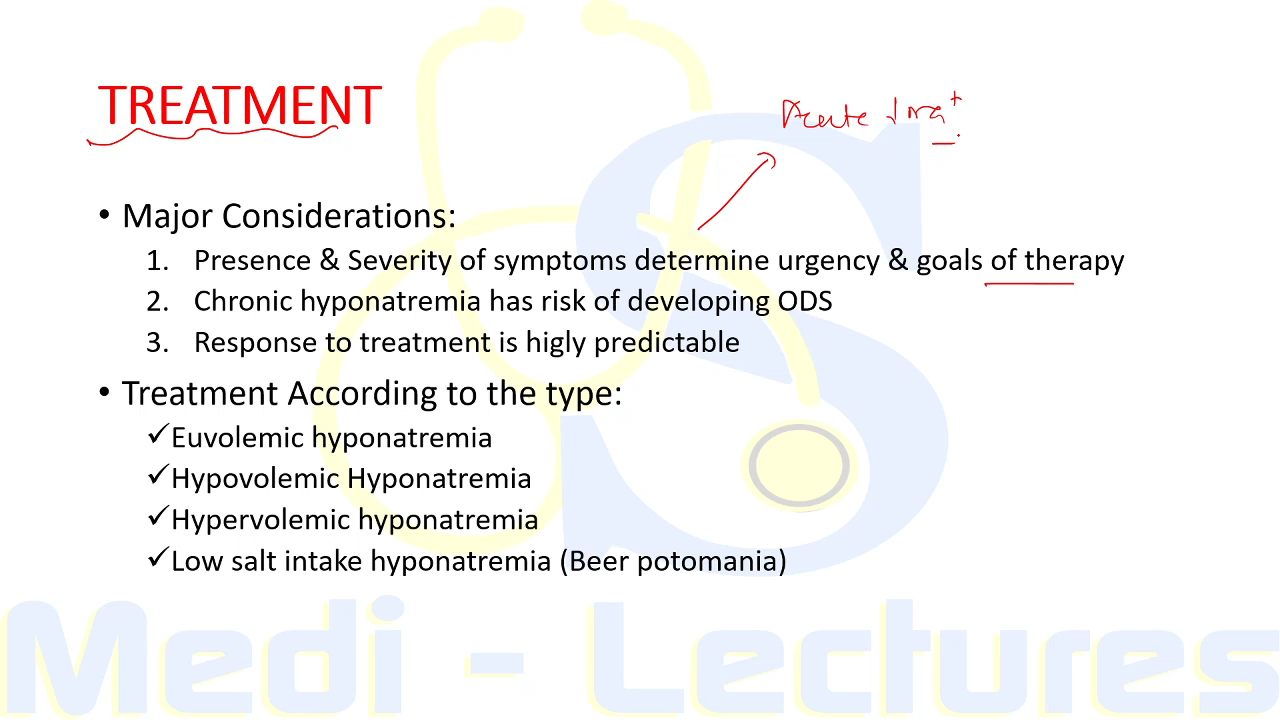 TREATMENT
Acute ↓ Na+
• Major Considerations:
1. Presence & Severity of symptoms determine urgency & goals of therapy
2. Chronic hyponatremia has risk of developing ODS
3. Response to treatment is higly predictable
• Treatment According to the type:
✓Euvolemic hyponatremia
✓Hypovolemic Hyponatremia
✓Hypervolemic hyponatremia
✓Low salt intake hyponatremia (Beer potomania)
Medi - Lectures